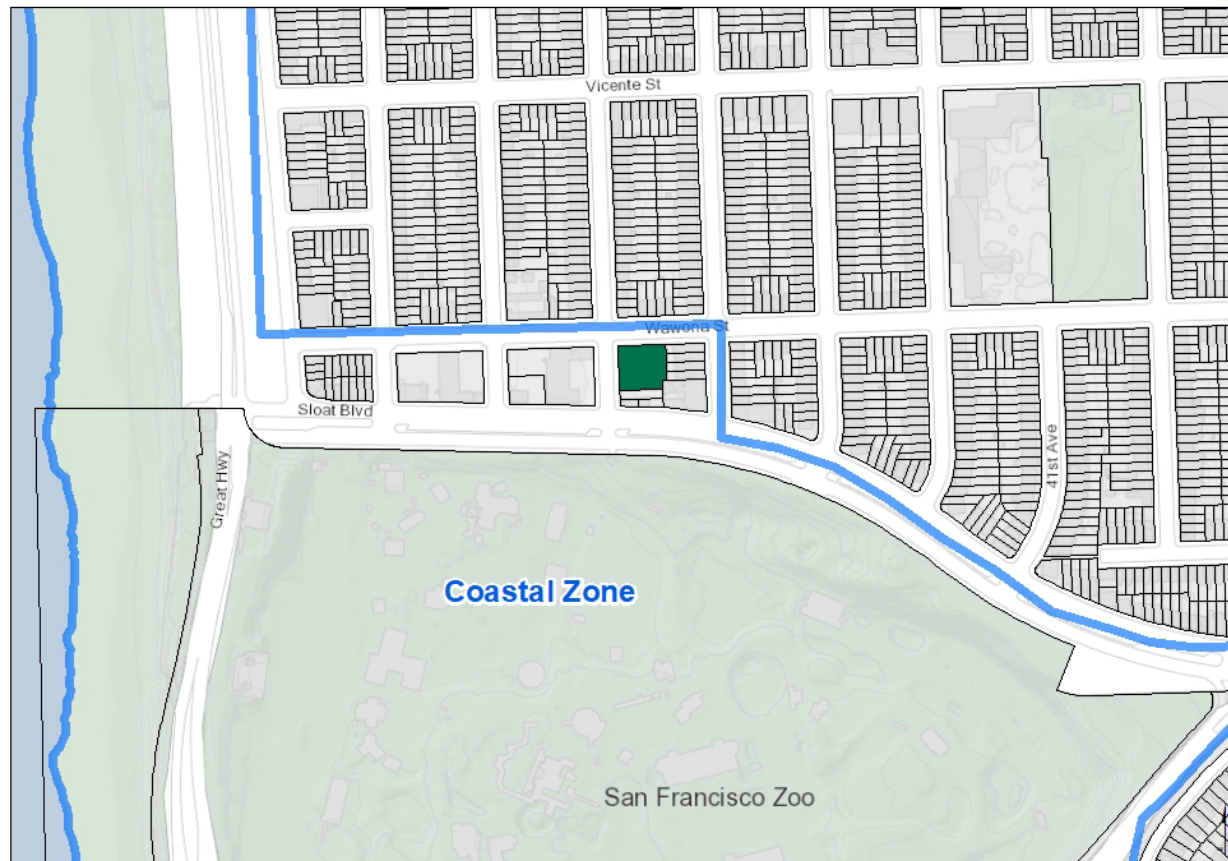 Vicente St
Wawona St
Sloat Blvd
Great Hwy
41st Ave
Coastal Zone
San Francisco Zoo